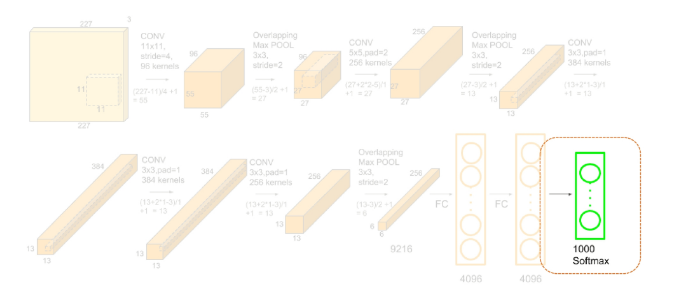 227
3
CONV
11x11,
stride=4,
96 kernels
(227-11)/4 +1
= 55
11
11
227
96
55
55
Overlapping
Max POOL
3x3,
stride=2
(55-3)/2 +1
= 27
96
27
27
CONV
5x5,pad=2
256 kernels
(27+2*2-5)/1
+1 = 27
256
27
27
Overlapping
Max POOL
3x3,
stride=2
(27-3)/2 +1
= 13
256
13
13
CONV
3x3,pad=1
384 kernels
(13+2*1-3)/1
+1 = 13
384
13
13
CONV
3x3,pad=1
384 kernels
(13+2*1-3)/1
+1 = 13
384
13
13
CONV
3x3,pad=1
256 kernels
(13+2*1-3)/1
+1 = 13
256
13
13
Overlapping
Max POOL
3x3,
stride=2
(13-3)/2 +1
= 6
256
6
6
9216
FC
4096
FC
4096
1000
Softmax